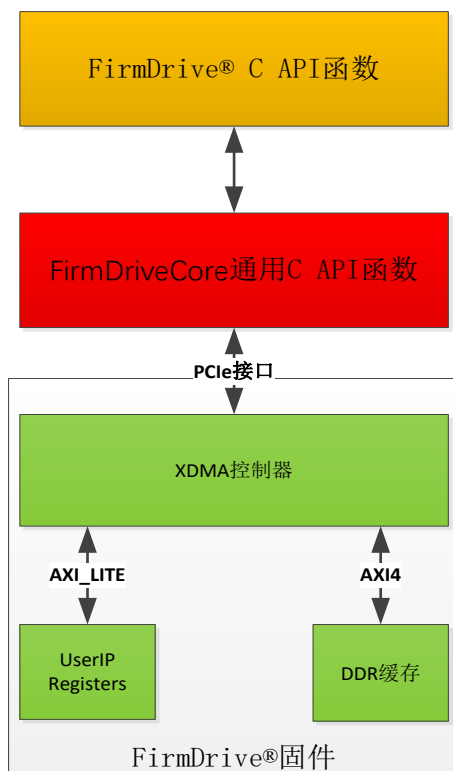 FirmDrive® C API函数
FirmDriveCore通用C API函数
PCIe接口
XDMA控制器
AXI_LITE
AXI4
UserIP
Registers
DDR缓存
FirmDrive®固件